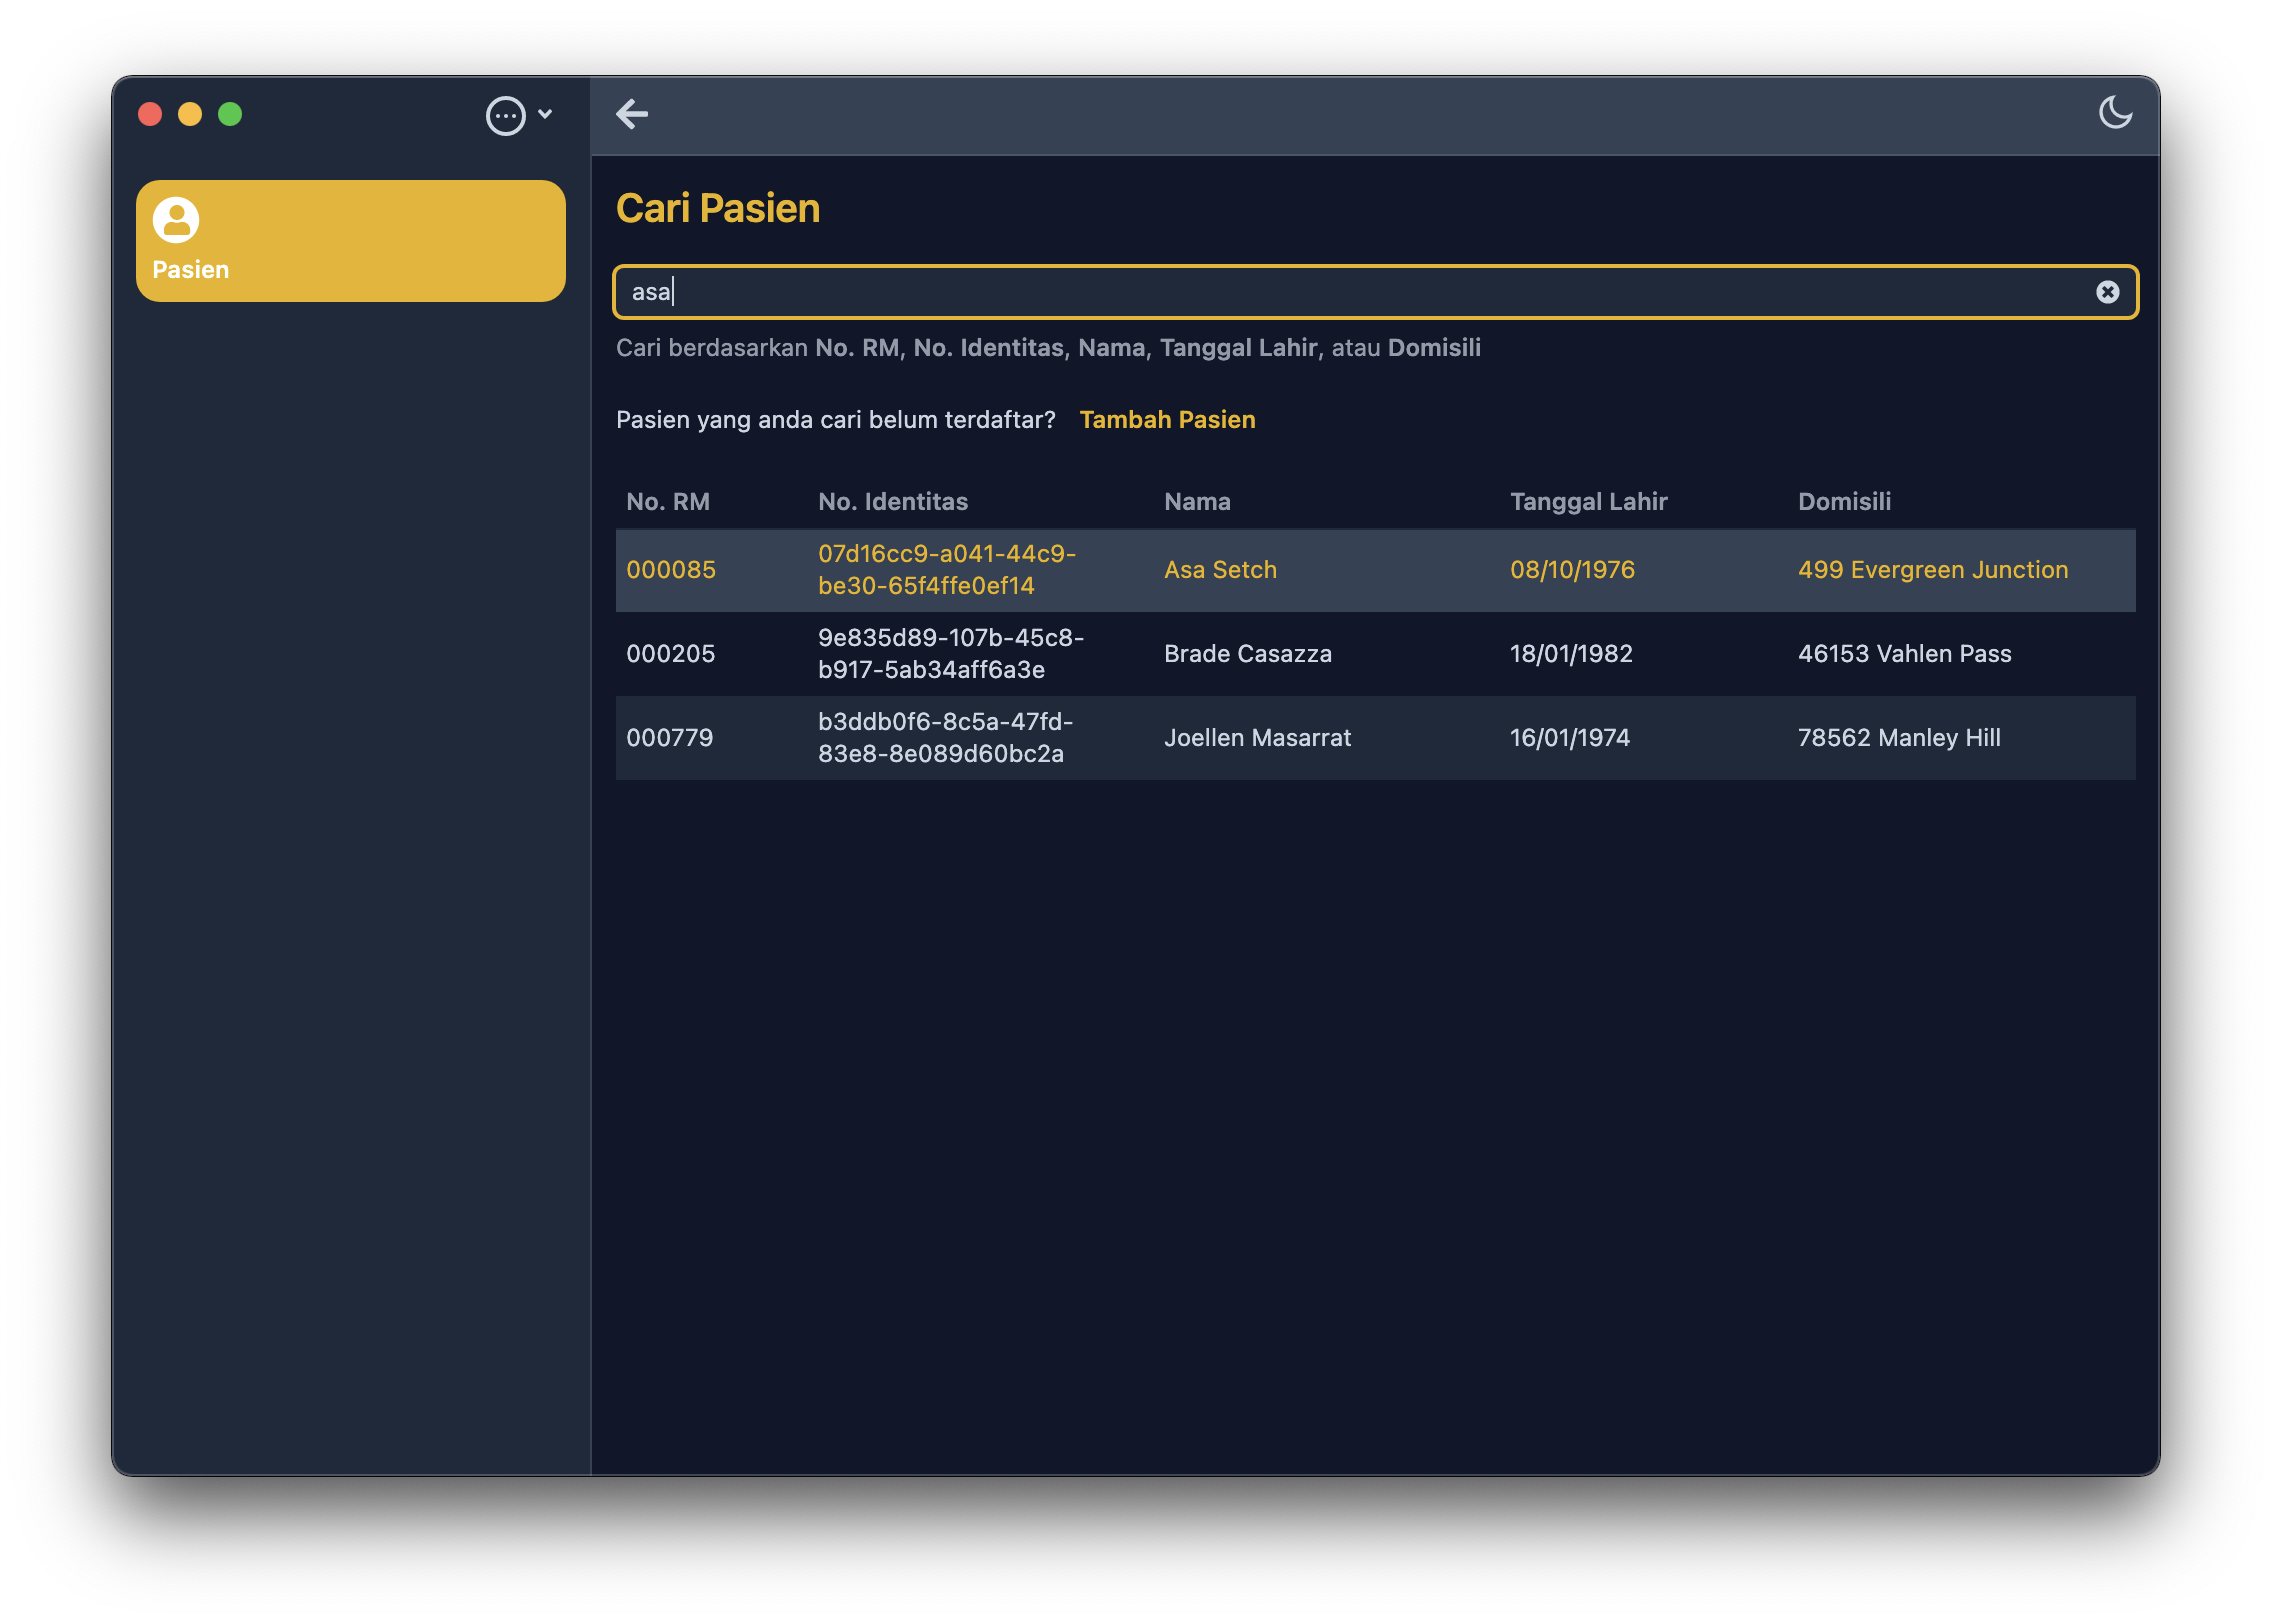 Pasien
Cari Pasien
asa
Cari berdasarkan No. RM, No. Identitas, Nama, Tanggal Lahir, atau Domisili
Pasien yang anda cari belum terdaftar? Tambah Pasien
No. RM No. Identitas Nama Tanggal Lahir Domisili
000085 07d16cc9-a041-44c9-be30-65f4ffe0ef14 Asa Setch 08/10/1976 499 Evergreen Junction
000205 9e835d89-107b-45c8-b917-5ab34aff6a3e Brade Casazza 18/01/1982 46153 Vahlen Pass
000779 b3ddb0f6-8c5a-47fd-83e8-8e089d60bc2a Joellen Masarrat 16/01/1974 78562 Manley Hill